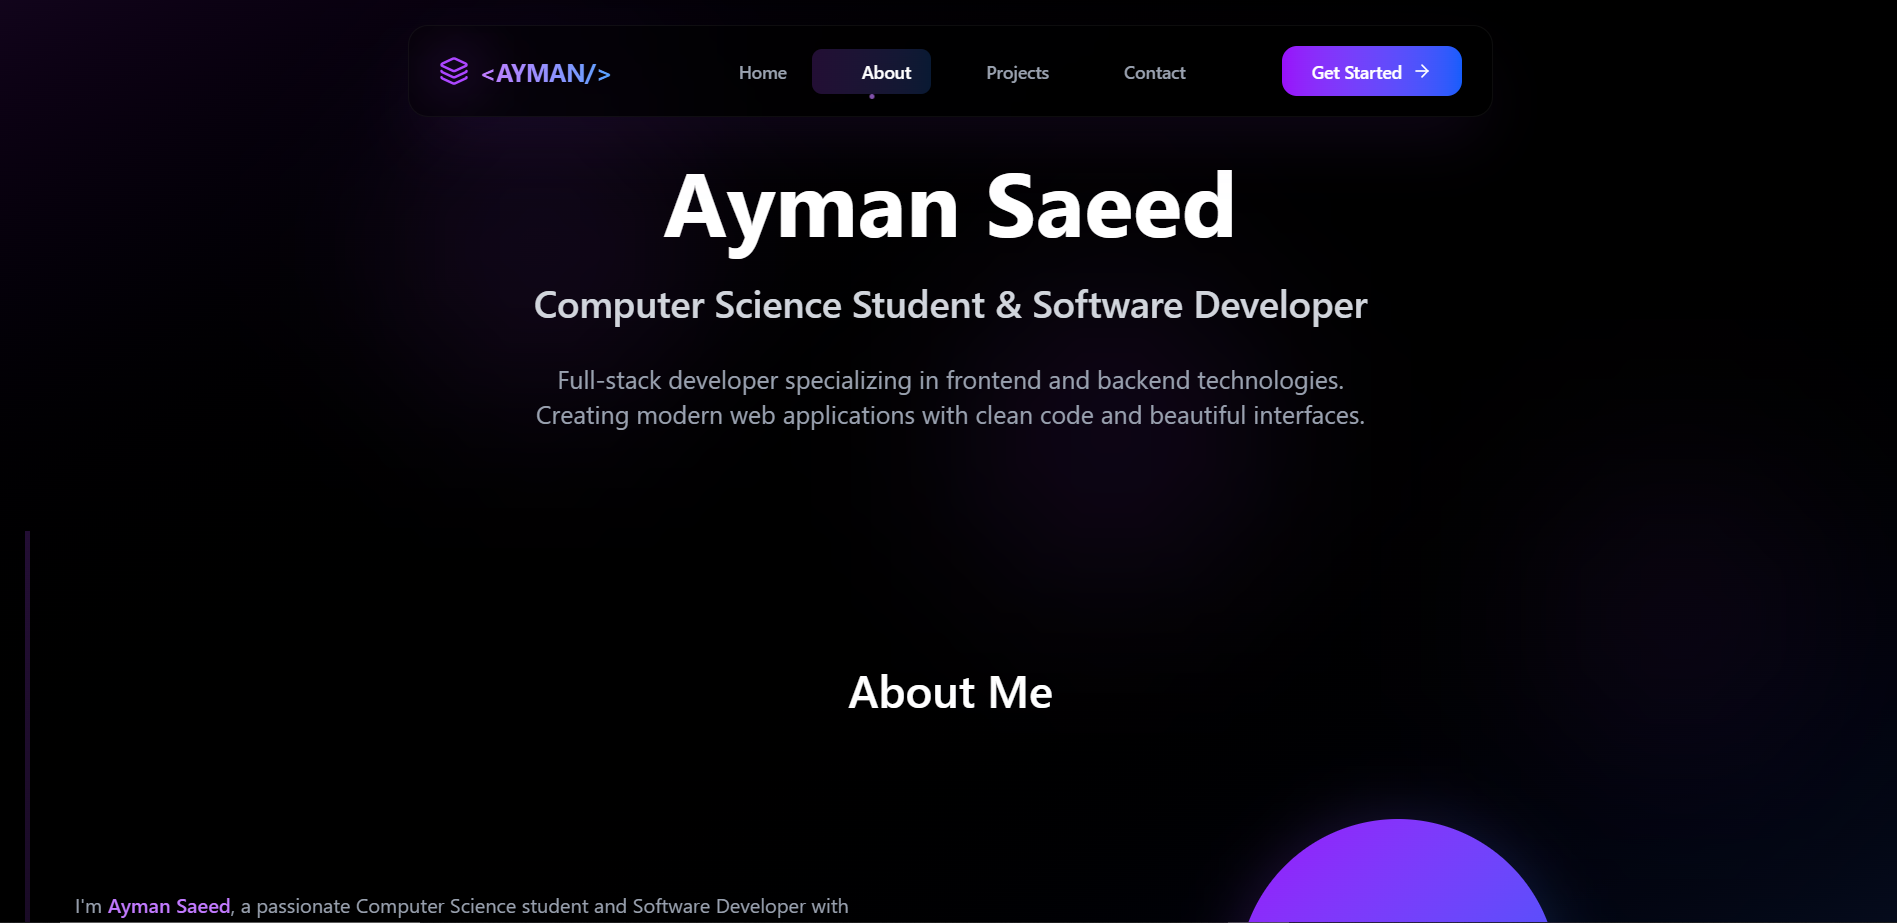 <AYMAN/>
Home
About
Projects
Contact
Get Started
Ayman Saeed
Computer Science Student & Software Developer
Full-stack developer specializing in frontend and backend technologies.
Creating modern web applications with clean code and beautiful interfaces.
About Me
I'm Ayman Saeed, a passionate Computer Science student and Software Developer with